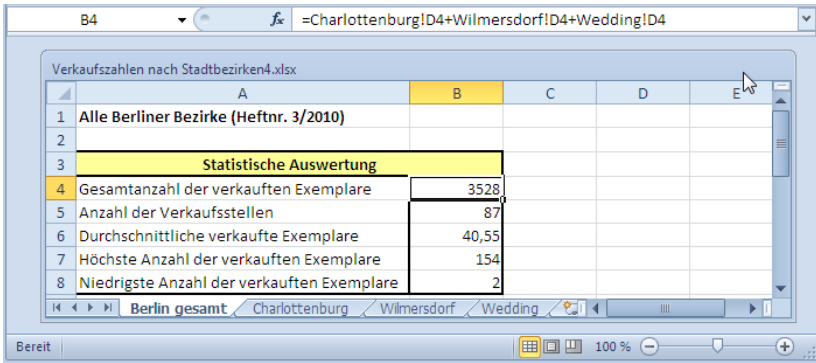 B4 fx =Charlottenburg!D4+Wilmersdorf!D4+Wedding!D4
Verkaufszahlen nach Stadtbezirken4.xlsx
A B C D E
1 Alle Berliner Bezirke (Heftnr. 3/2010)
2
3 Statistische Auswertung
4 Gesamtanzahl der verkauften Exemplare 3528
5 Anzahl der Verkaufsstellen 87
6 Durchschnittliche verkaufte Exemplare 40,55
7 Höchste Anzahl der verkauften Exemplare 154
8 Niedrigste Anzahl der verkauften Exemplare 2
Berlin gesamt Charlottenburg Wilmersdorf Wedding
Bereit 100 %